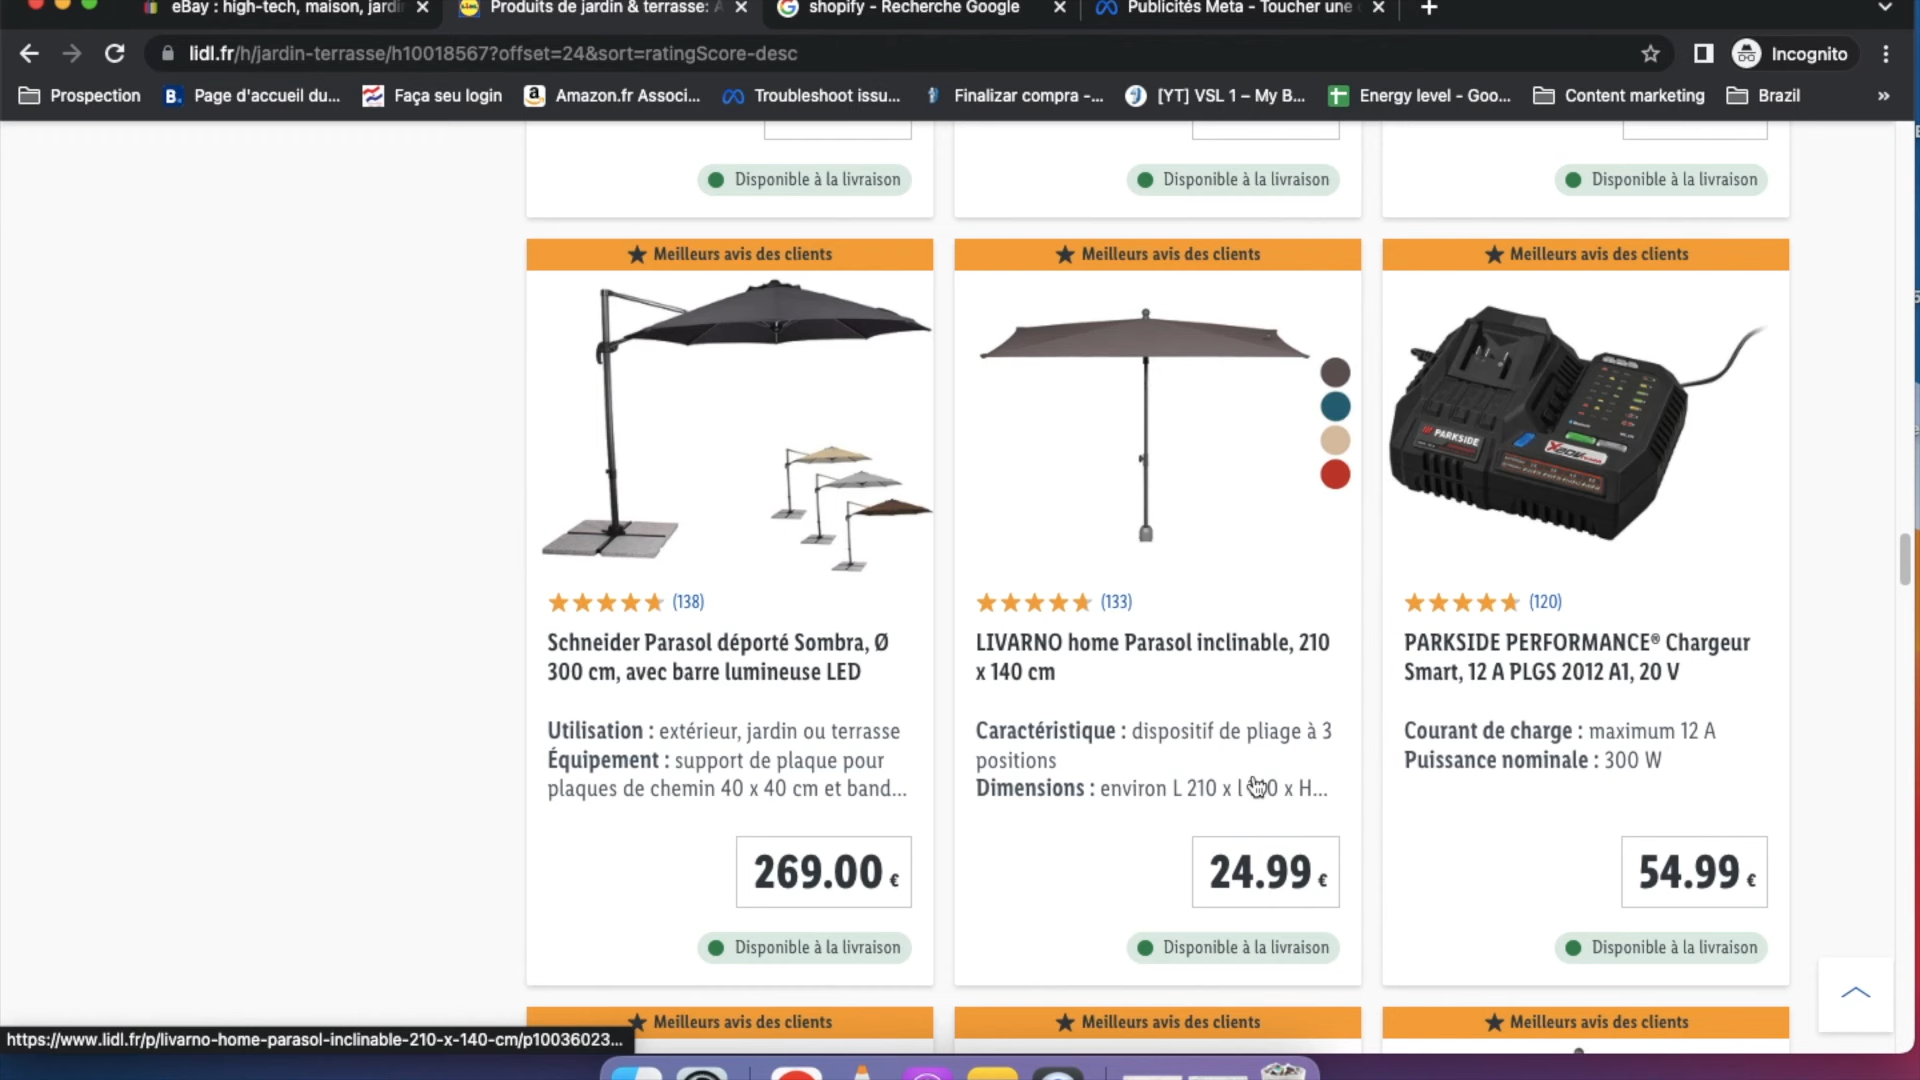 eBay : high-tech, maison, jardi
Produits de jardin & terrasse: A
shopify - Recherche Google
Publicités Meta - Toucher une
lidl.fr/h/jardin-terrasse/h10018567?offset=24&sort=ratingScore-desc
Incognito
Prospection
Page d'accueil du...
Faça seu login
Amazon.fr Associ...
Troubleshoot issu...
Finalizar compra -...
[YT] VSL 1 – My B...
Energy level - Goo...
Content marketing
Brazil
»
Disponible à la livraison
Disponible à la livraison
Disponible à la livraison
Meilleurs avis des clients
Meilleurs avis des clients
Meilleurs avis des clients
PARKSIDE
(138)
(133)
(120)
Schneider Parasol déporté Sombra, Ø
300 cm, avec barre lumineuse LED
LIVARNO home Parasol inclinable, 210
x 140 cm
PARKSIDE PERFORMANCE® Chargeur
Smart, 12 A PLGS 2012 A1, 20 V
Utilisation : extérieur, jardin ou terrasse
Équipement : support de plaque pour
plaques de chemin 40 x 40 cm et band...
Caractéristique : dispositif de pliage à 3
positions
Dimensions : environ L 210 x l 0 x H...
Courant de charge : maximum 12 A
Puissance nominale : 300 W
269.00 €
24.99 €
54.99 €
Disponible à la livraison
Disponible à la livraison
Disponible à la livraison
Meilleurs avis des clients
Meilleurs avis des clients
Meilleurs avis des clients
https://www.lidl.fr/p/livarno-home-parasol-inclinable-210-x-140-cm/p10036023...